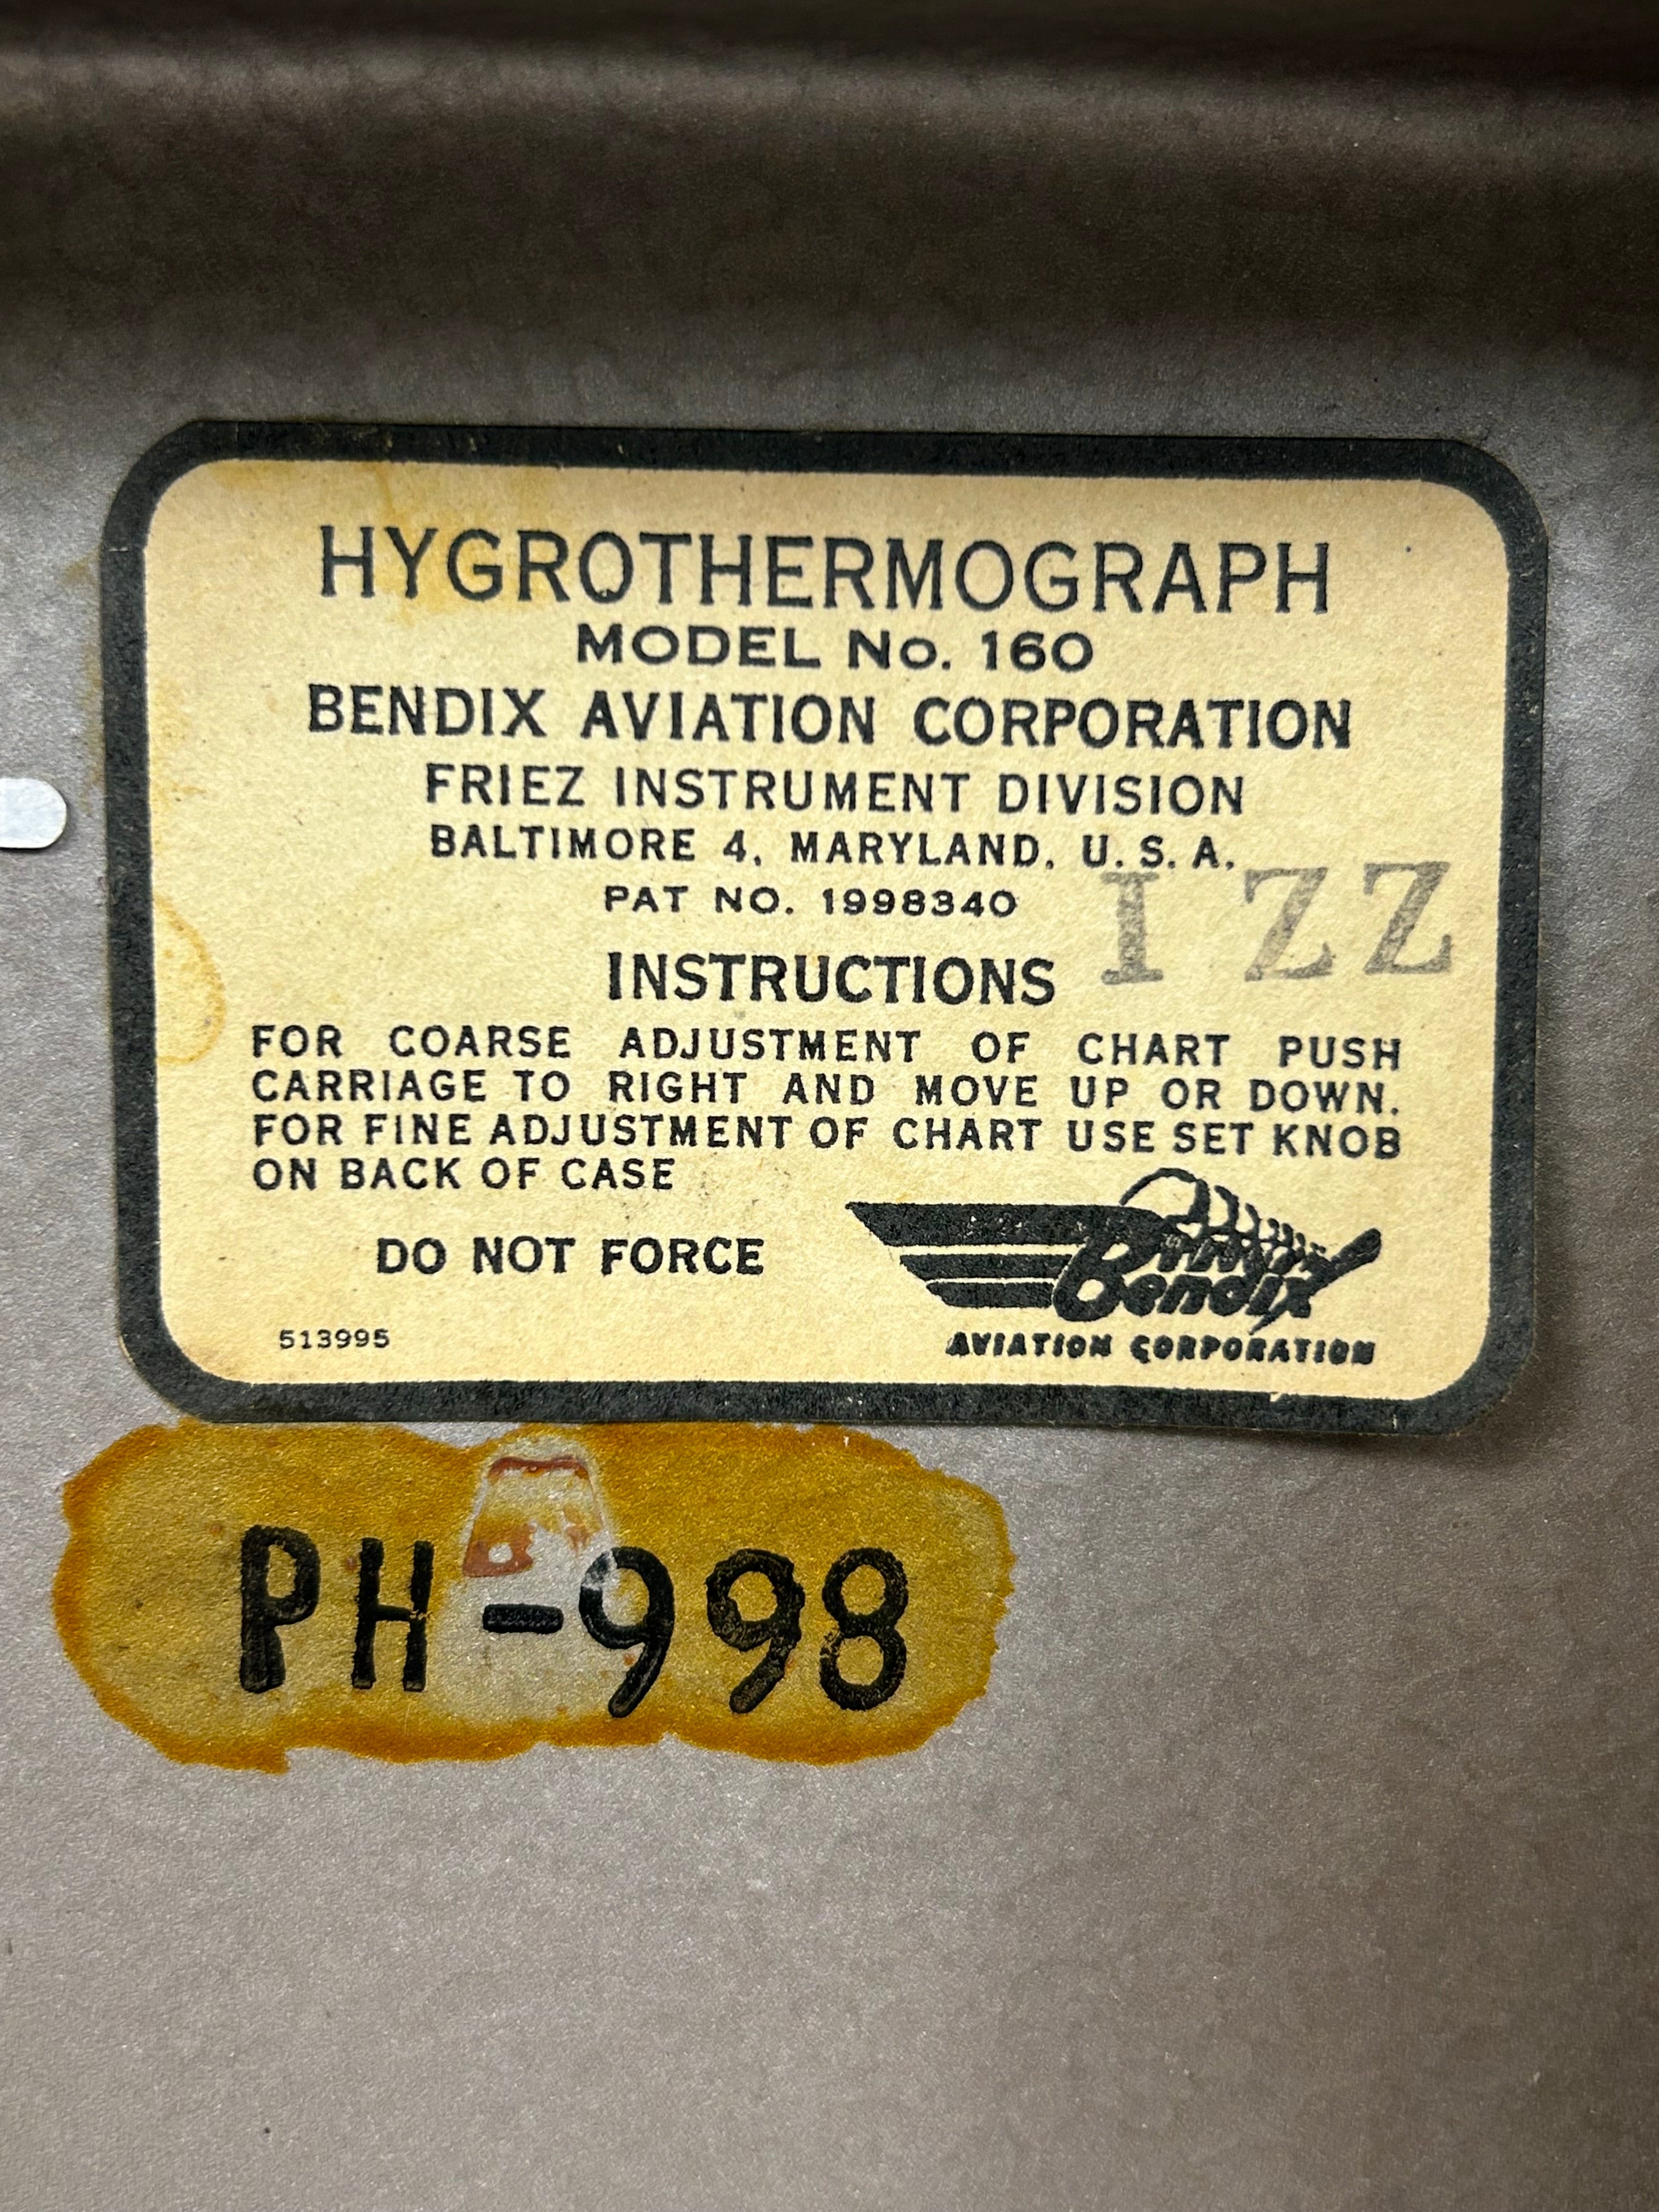 HYGROTHERMOGRAPH
MODEL No. 160
BENDIX AVIATION CORPORATION
FRIEZ INSTRUMENT DIVISION
BALTIMORE 4, MARYLAND, U. S. A.
PAT NO. 1998340
I ZZ
INSTRUCTIONS
FOR COARSE ADJUSTMENT OF CHART PUSH
CARRIAGE TO RIGHT AND MOVE UP OR DOWN.
FOR FINE ADJUSTMENT OF CHART USE SET KNOB
ON BACK OF CASE
DO NOT FORCE
Bendix
AVIATION CORPORATION
513995
PH-998